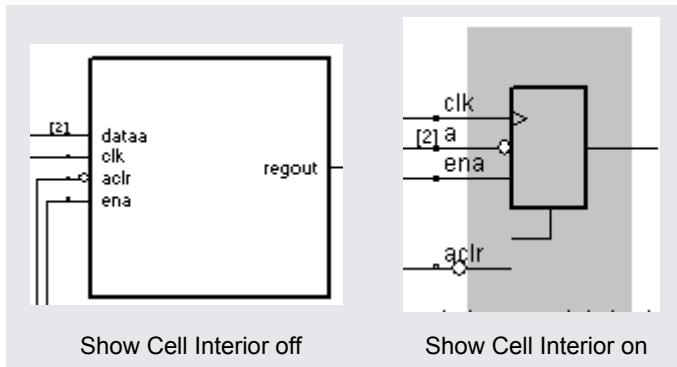 [2]
dataa
clk
aclr
ena
regout
clk
[2] a
ena
aclr
Show Cell Interior off
Show Cell Interior on